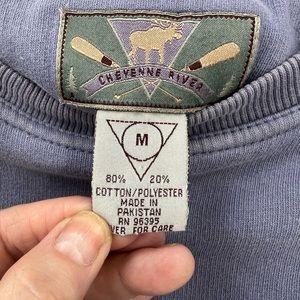 CHEYENNE RIVER
M
80% 20%
COTTON/POLYESTER
MADE IN
PAKISTAN
RN 96395
FOR CARE